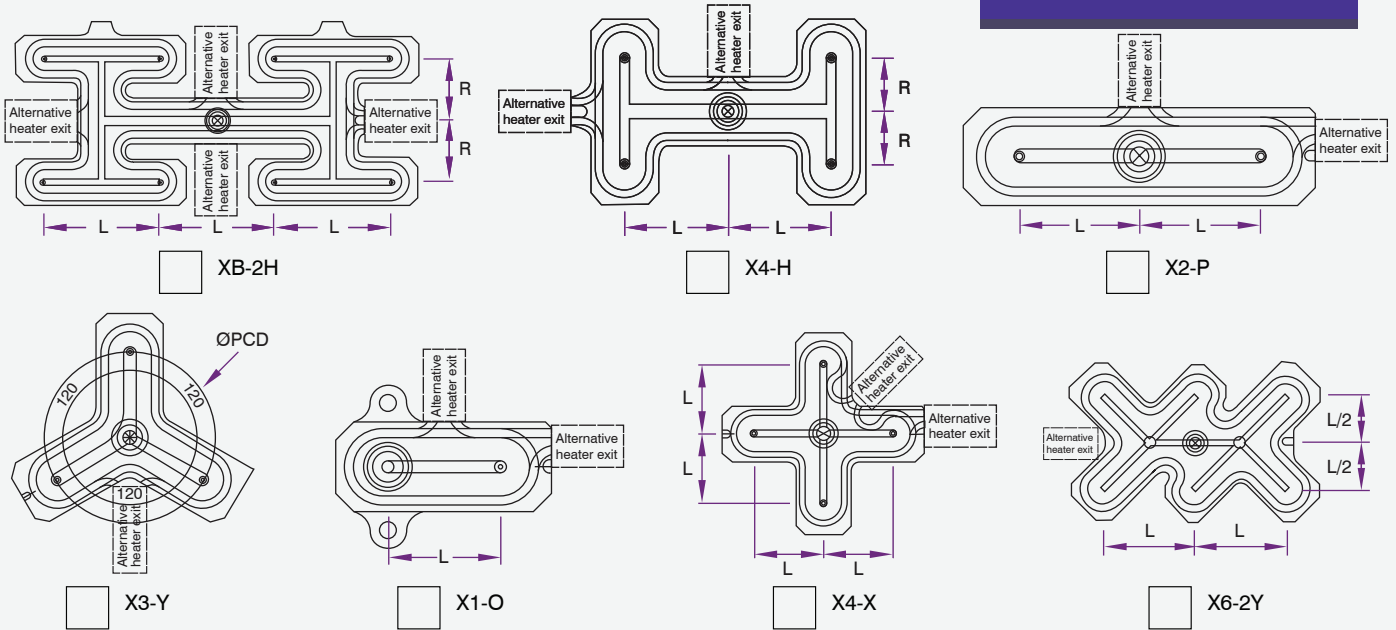 Alternative
heater exit
Alternative
heater exit
Alternative
heater exit
Alternative
heater exit
R
R
L
L
L
XB-2H
Alternative
heater exit
Alternative
heater exit
R
R
L
L
X4-H
Alternative
heater exit
Alternative
heater exit
L
L
X2-P
ØPCD
120
120
120
Alternative
heater exit
X3-Y
Alternative
heater exit
Alternative
heater exit
L
X1-O
Alternative
heater exit
Alternative
heater exit
L
L
L
L
X4-X
Alternative
heater exit
L/2
L/2
L
L
X6-2Y